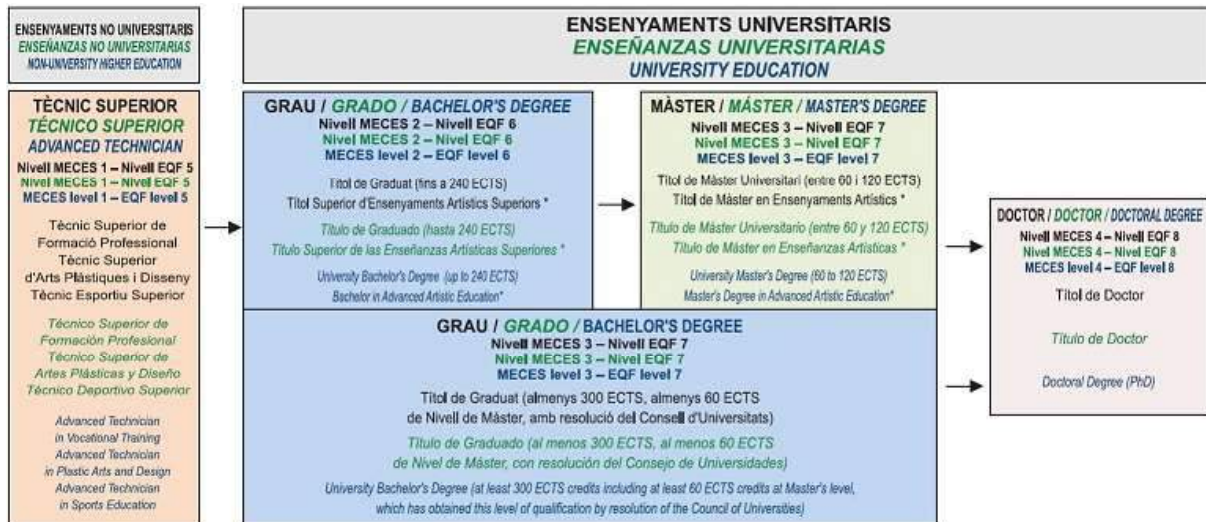 ENSENYAMENTS NO UNIVERSITARIS
ENSEÑANZAS NO UNIVERSITARIAS
NON-UNIVERSITY HIGHER EDUCATION
ENSENYAMENTS UNIVERSITARIS
ENSEÑANZAS UNIVERSITARIAS
UNIVERSITY EDUCATION
TÈCNIC SUPERIOR
TÉCNICO SUPERIOR
ADVANCED TECHNICIAN
Nivell MECES 1 – Nivell EQF 5
Nivel MECES 1 – Nivel EQF 5
MECES level 1 – EQF level 5
Tècnic Superior de
Formació Professional
Tècnic Superior
d'Arts Plàstiques i Disseny
Tècnic Esportiu Superior
Técnico Superior de
Formación Profesional
Técnico Superior de
Artes Plásticas y Diseño
Técnico Deportivo Superior
Advanced Technician
in Vocational Training
Advanced Technician
in Plastic Arts and Design
Advanced Technician
in Sports Education
GRAU / GRADO / BACHELOR'S DEGREE
Nivell MECES 2 – Nivell EQF 6
Nivel MECES 2 – Nivel EQF 6
MECES level 2 – EQF level 6
Títol de Graduat (fins a 240 ECTS)
Títol Superior d'Ensenyaments Artístics Superiors *
Título de Graduado (hasta 240 ECTS)
Título Superior de las Enseñanzas Artísticas Superiores *
University Bachelor's Degree (up to 240 ECTS)
Bachelor in Advanced Artistic Education*
MÀSTER / MÁSTER / MASTER'S DEGREE
Nivell MECES 3 – Nivell EQF 7
Nivel MECES 3 – Nivel EQF 7
MECES level 3 – EQF level 7
Títol de Màster Universitari (entre 60 i 120 ECTS)
Títol de Màster en Ensenyaments Artístics *
Título de Máster Universitario (entre 60 y 120 ECTS)
Título de Máster en Enseñanzas Artísticas *
University Master's Degree (60 to 120 ECTS)
Master's Degree in Advanced Artistic Education*
GRAU / GRADO / BACHELOR'S DEGREE
Nivell MECES 3 – Nivell EQF 7
Nivel MECES 3 – Nivel EQF 7
MECES level 3 – EQF level 7
Títol de Graduat (almenys 300 ECTS, almenys 60 ECTS
de Nivell de Máster, amb resolució del Consell d'Universitats)
Título de Graduado (al menos 300 ECTS, al menos 60 ECTS
de Nivel de Máster, con resolución del Consejo de Universidades)
University Bachelor's Degree (at least 300 ECTS credits including at least 60 ECTS credits at Master's level,
which has obtained this level of qualification by resolution of the Council of Universities)
DOCTOR / DOCTOR / DOCTORAL DEGREE
Nivell MECES 4 – Nivell EQF 8
Nivel MECES 4 – Nivel EQF 8
MECES level 4 – EQF level 8
Títol de Doctor
Título de Doctor
Doctoral Degree (PhD)